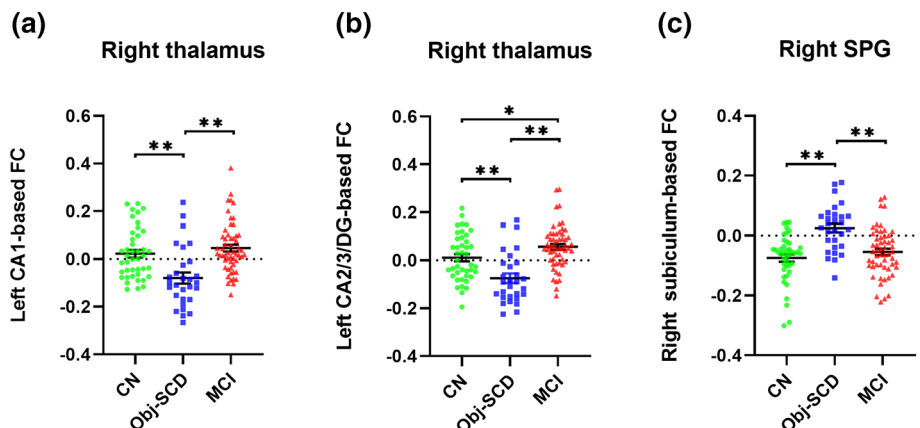 (a)
Right thalamus
Left CA1-based FC
0.6
0.4
0.2
0.0
-0.2
-0.4
**
**
CN
Obj-SCD
MCI
(b)
Right thalamus
Left CA2/3/DG-based FC
0.6
0.4
0.2
0.0
-0.2
-0.4
*
**
**
CN
Obj-SCD
MCI
(c)
Right SPG
Right subiculum-based FC
0.4
0.2
0.0
-0.2
-0.4
**
**
CN
Obj-SCD
MCI